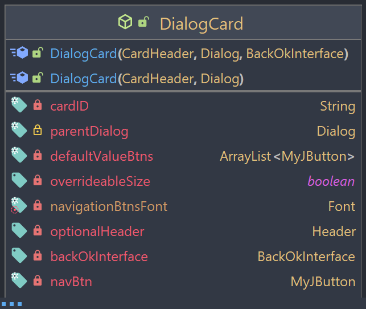 DialogCard
DialogCard(CardHeader, Dialog, BackOkInterface)
DialogCard(CardHeader, Dialog)
cardID String
parentDialog Dialog
defaultValueBtns ArrayList<MyJButton>
overrideableSize boolean
navigationBtnsFont Font
optionalHeader Header
backOkInterface BackOkInterface
navBtn MyJButton